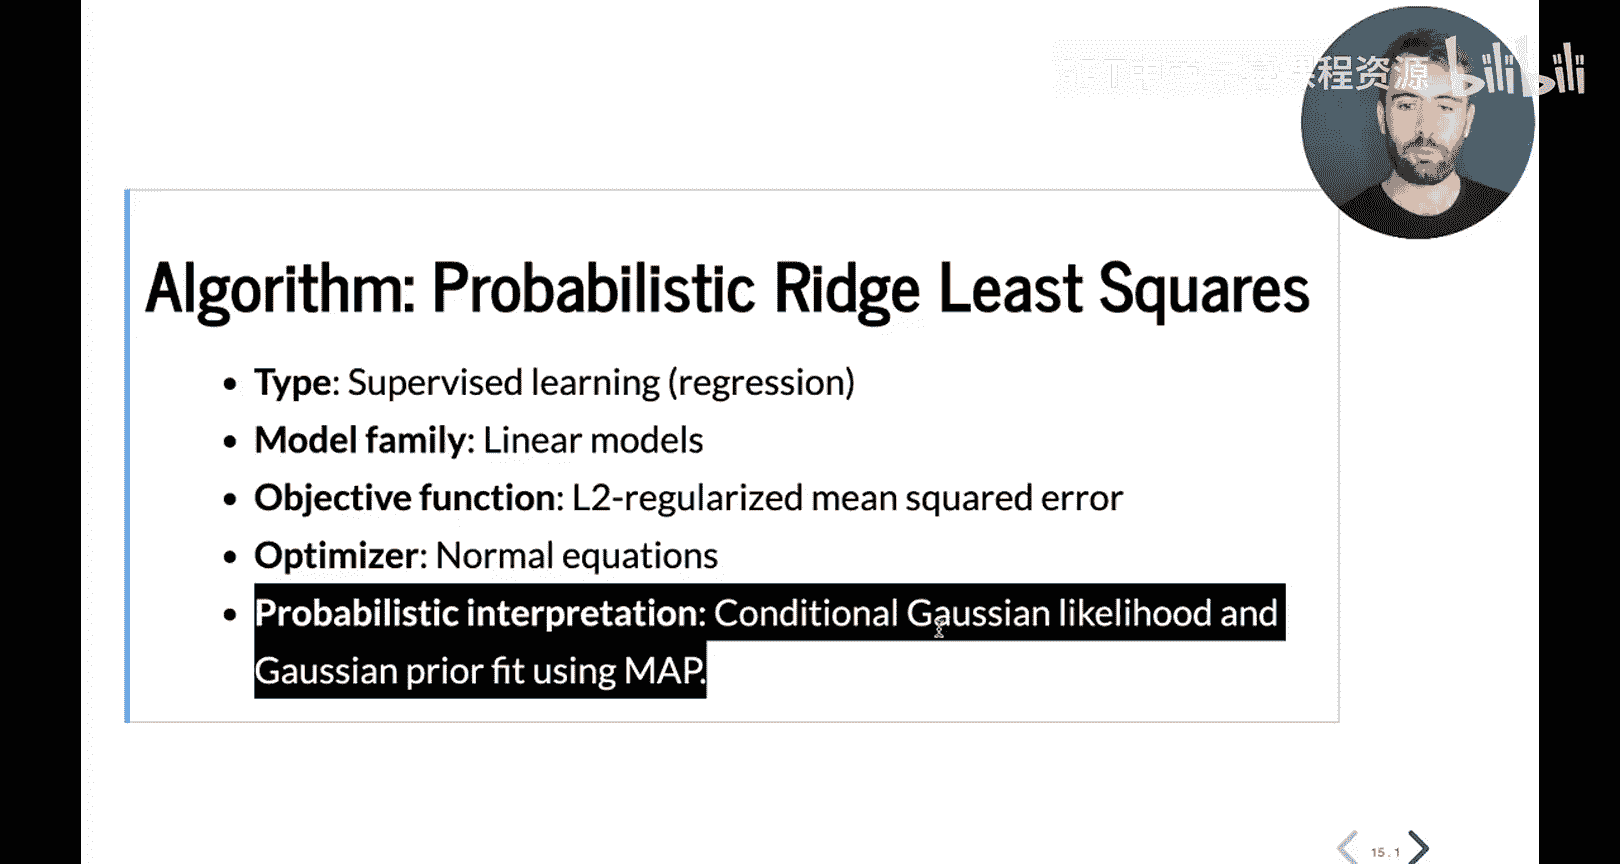 程资源 bilibili
Algorithm: Probabilistic Ridge Least Squares
Type: Supervised learning (regression)
Model family: Linear models
Objective function: L2-regularized mean squared error
Optimizer: Normal equations
Probabilistic interpretation: Conditional Gaussian likelihood and
Gaussian prior fit using MAP.
15.1